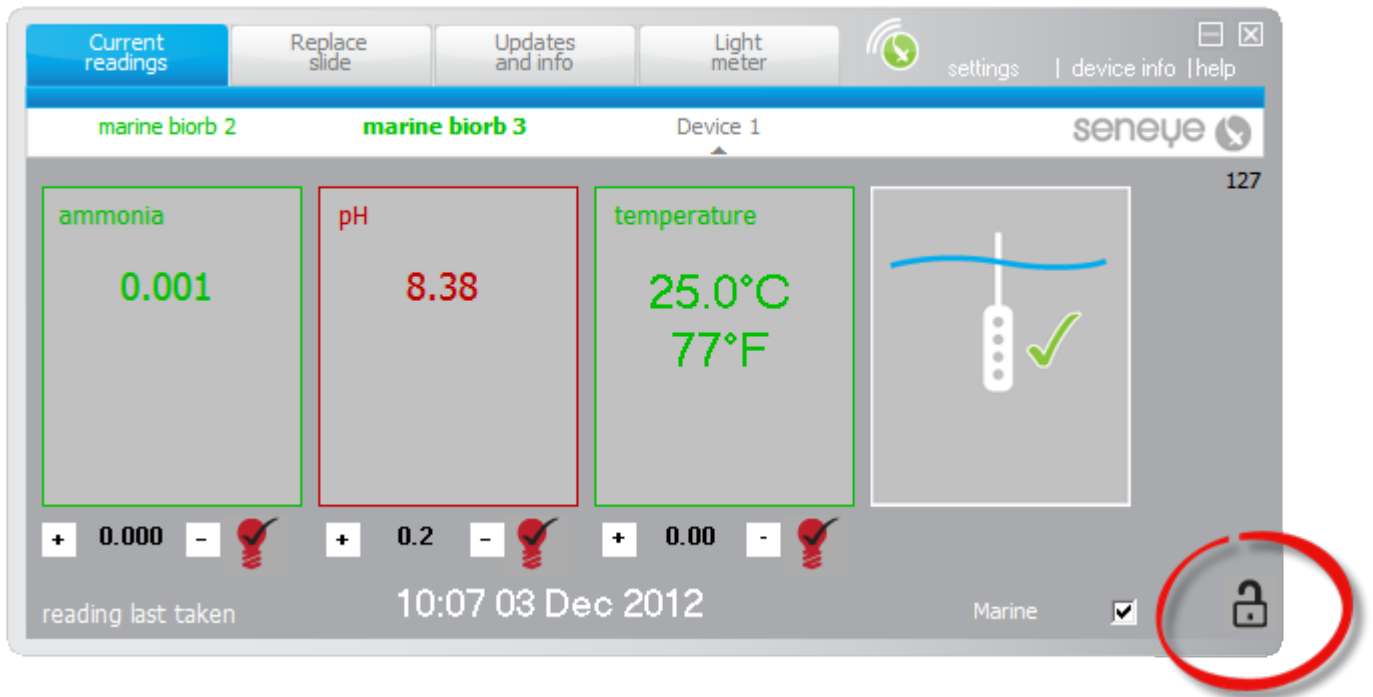 Current readings
Replace slide
Updates and info
Light meter
settings | device info | help
marine biorb 2 marine biorb 3 Device 1 seneye
127
ammonia pH temperature
0.001 8.38 25.0°C
77°F
+ 0.000 - + 0.2 - + 0.00 -
reading last taken 10:07 03 Dec 2012 Marine